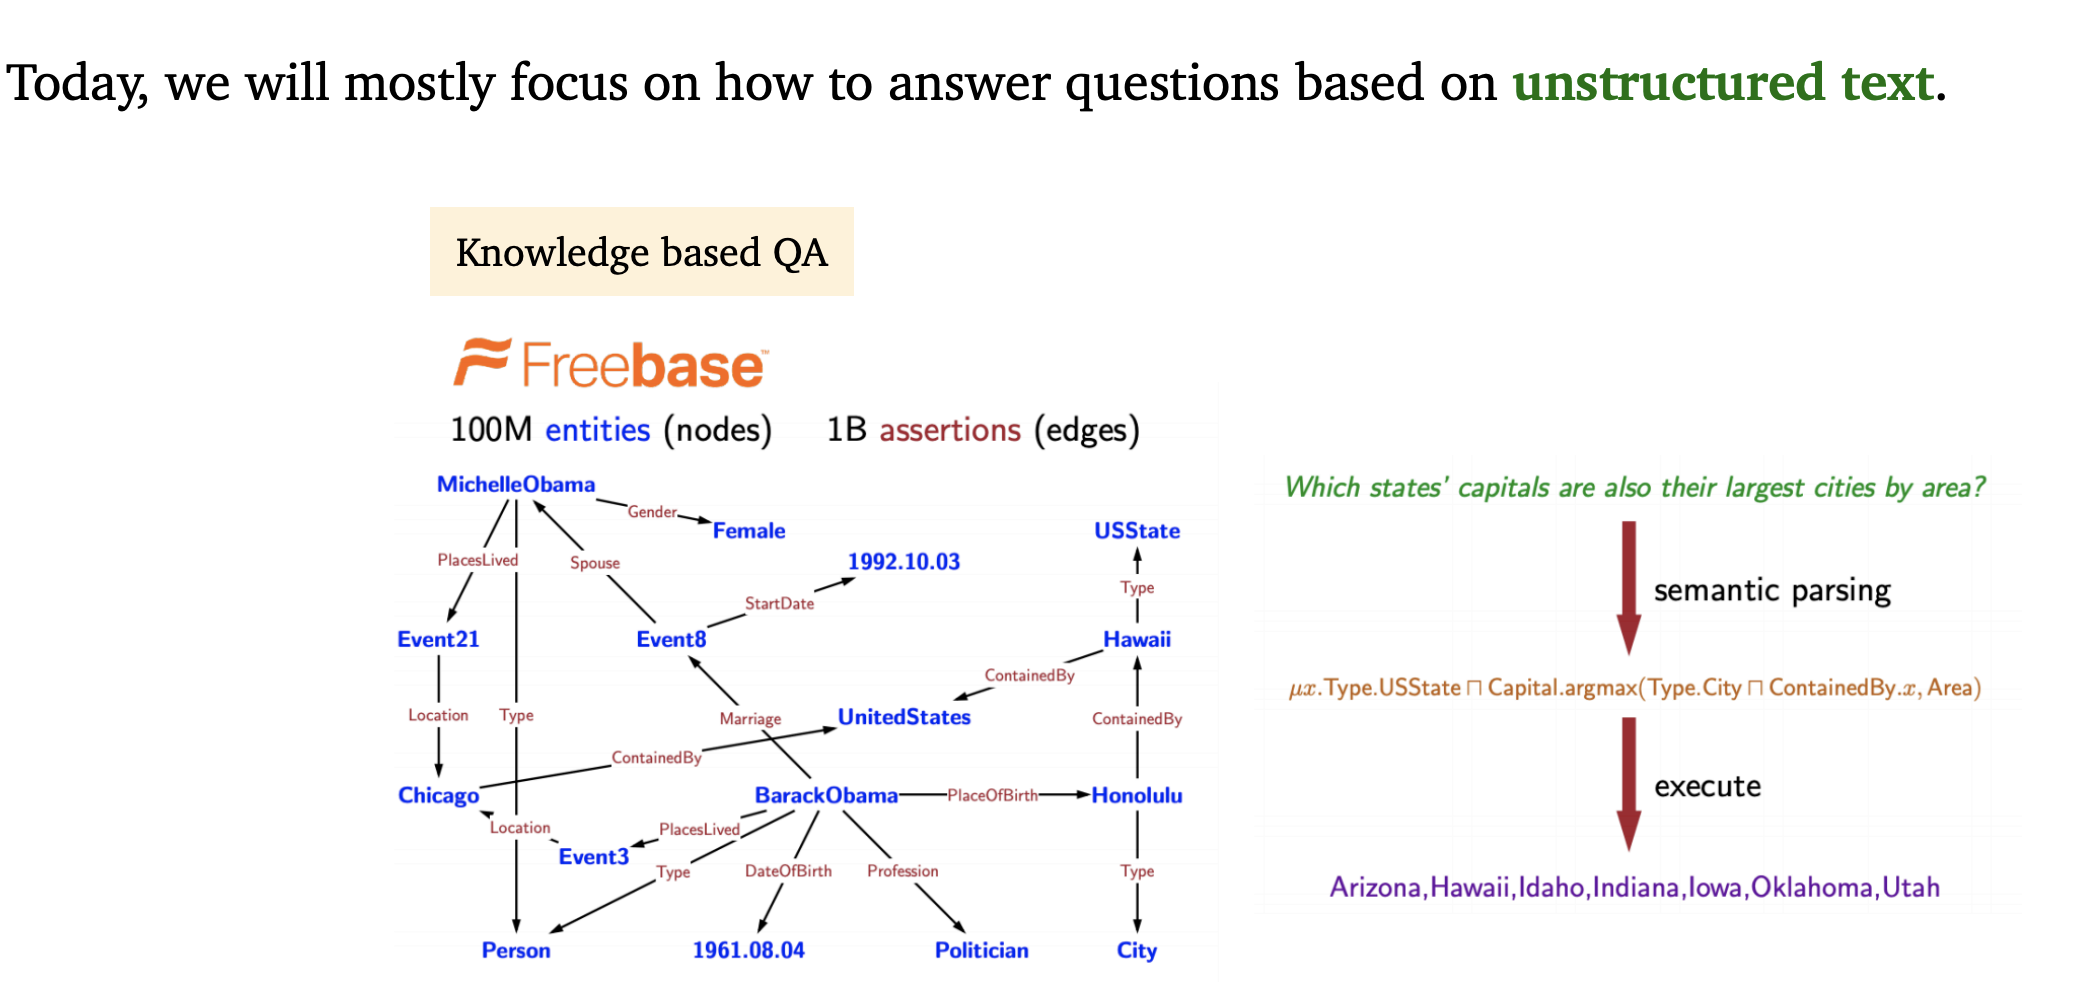 Today, we will mostly focus on how to answer questions based on unstructured text.
Knowledge based QA
Freebase™
100M entities (nodes) 1B assertions (edges)
MichelleObama
Gender
Female
USState
PlacesLived
Spouse
1992.10.03
Type
StartDate
Event21
Event8
Hawaii
ContainedBy
Location
Type
Marriage
UnitedStates
ContainedBy
ContainedBy
Chicago
BarackObama
PlaceOfBirth
Honolulu
Location
PlacesLived
Event3
Type
DateOfBirth
Profession
Type
Person
1961.08.04
Politician
City
Which states' capitals are also their largest cities by area?
semantic parsing
μx.Type.USState ⊓ Capital.argmax(Type.City ⊓ ContainedBy.x, Area)
execute
Arizona,Hawaii,Idaho,Indiana,Iowa,Oklahoma,Utah